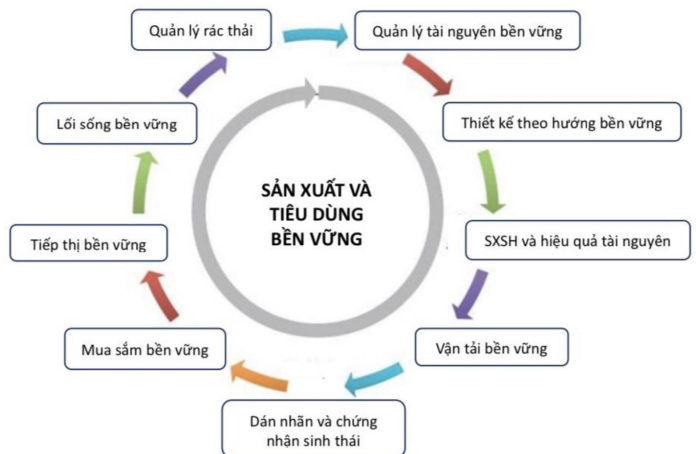 Quản lý rác thải
Quản lý tài nguyên bền vững
Lối sống bền vững
Thiết kế theo hướng bền vững
SẢN XUẤT VÀ
TIÊU DÙNG
BỀN VỮNG
Tiếp thị bền vững
SXSH và hiệu quả tài nguyên
Mua sắm bền vững
Vận tải bền vững
Dán nhãn và chứng
nhận sinh thái